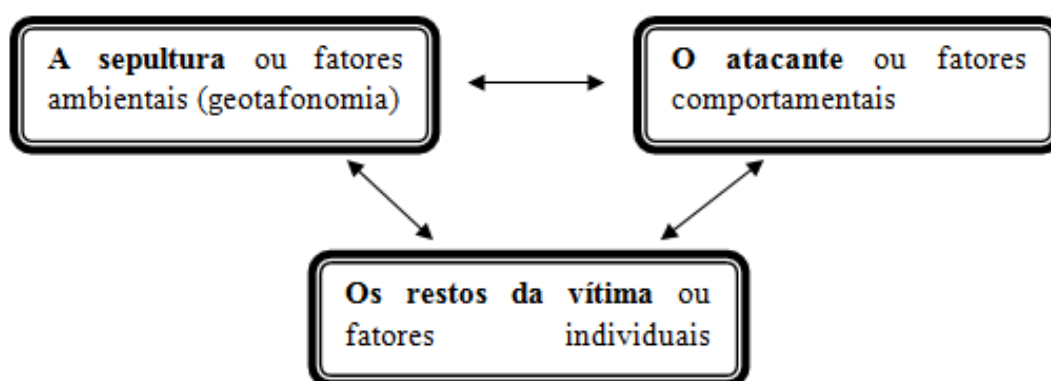 A sepultura ou fatores
ambientais (geotafonomia)
O atacante ou fatores
comportamentais
Os restos da vítima ou
fatores individuais